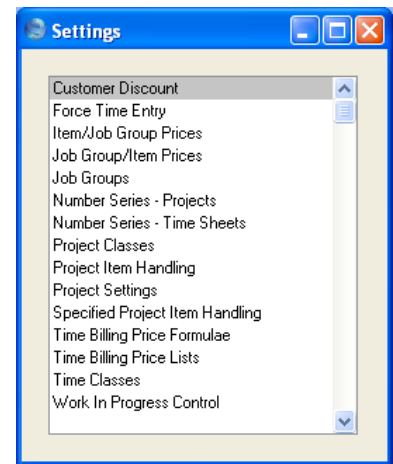 Settings
Customer Discount
Force Time Entry
Item/Job Group Prices
Job Group/Item Prices
Job Groups
Number Series - Projects
Number Series - Time Sheets
Project Classes
Project Item Handling
Project Settings
Specified Project Item Handling
Time Billing Price Formulae
Time Billing Price Lists
Time Classes
Work In Progress Control